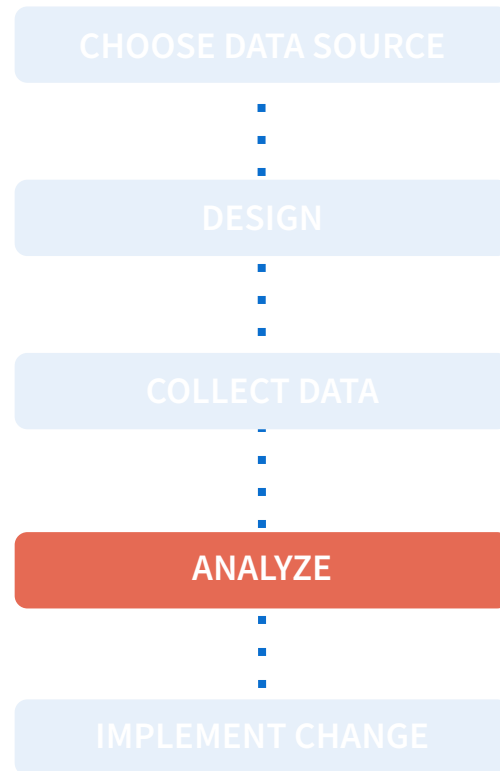 CHOOSE DATA SOURCE
DESIGN
COLLECT DATA
ANALYZE
IMPLEMENT CHANGE